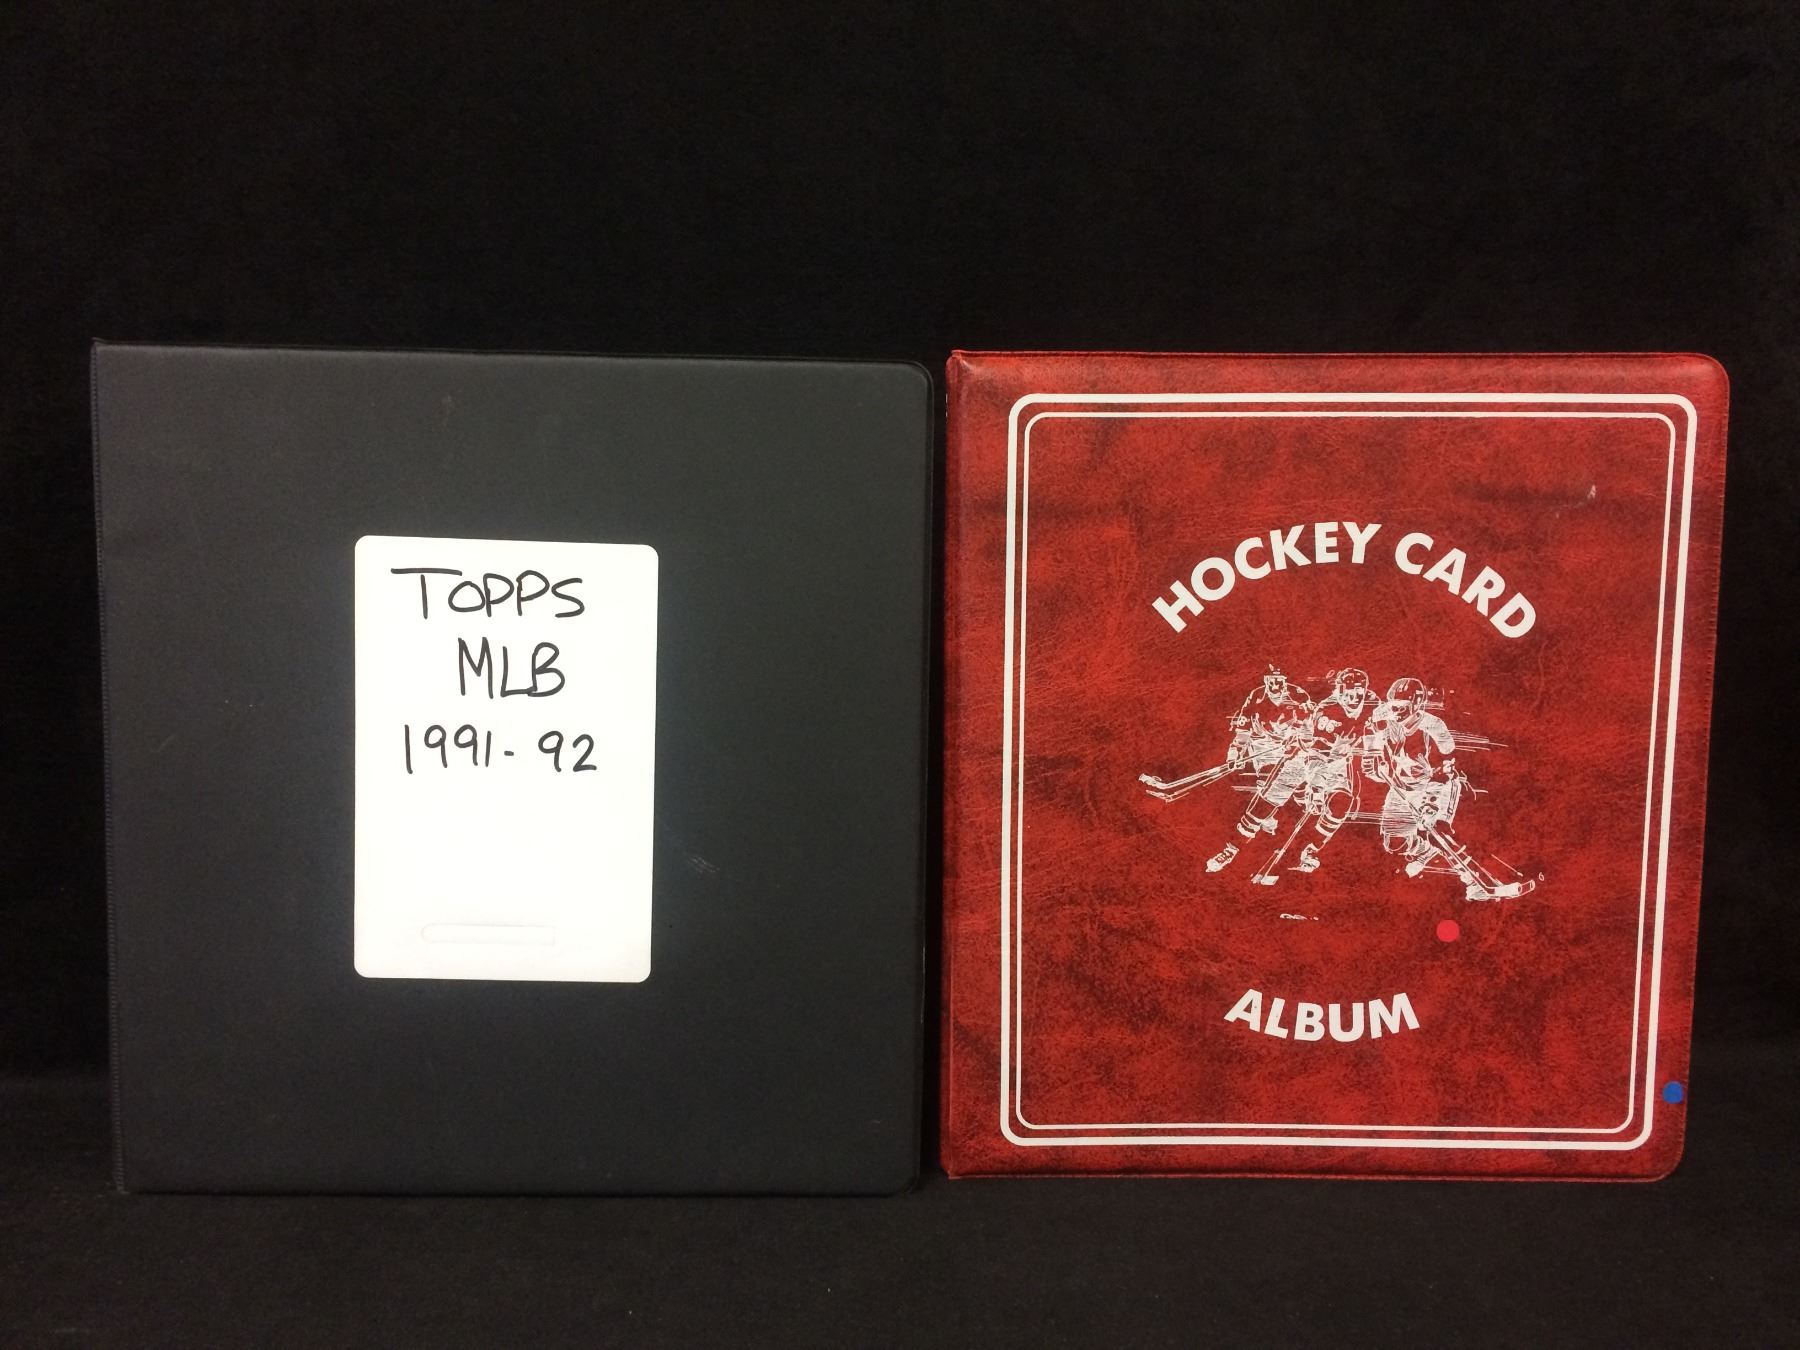 TOPPS
MLB
1991-92
HOCKEY CARD
ALBUM